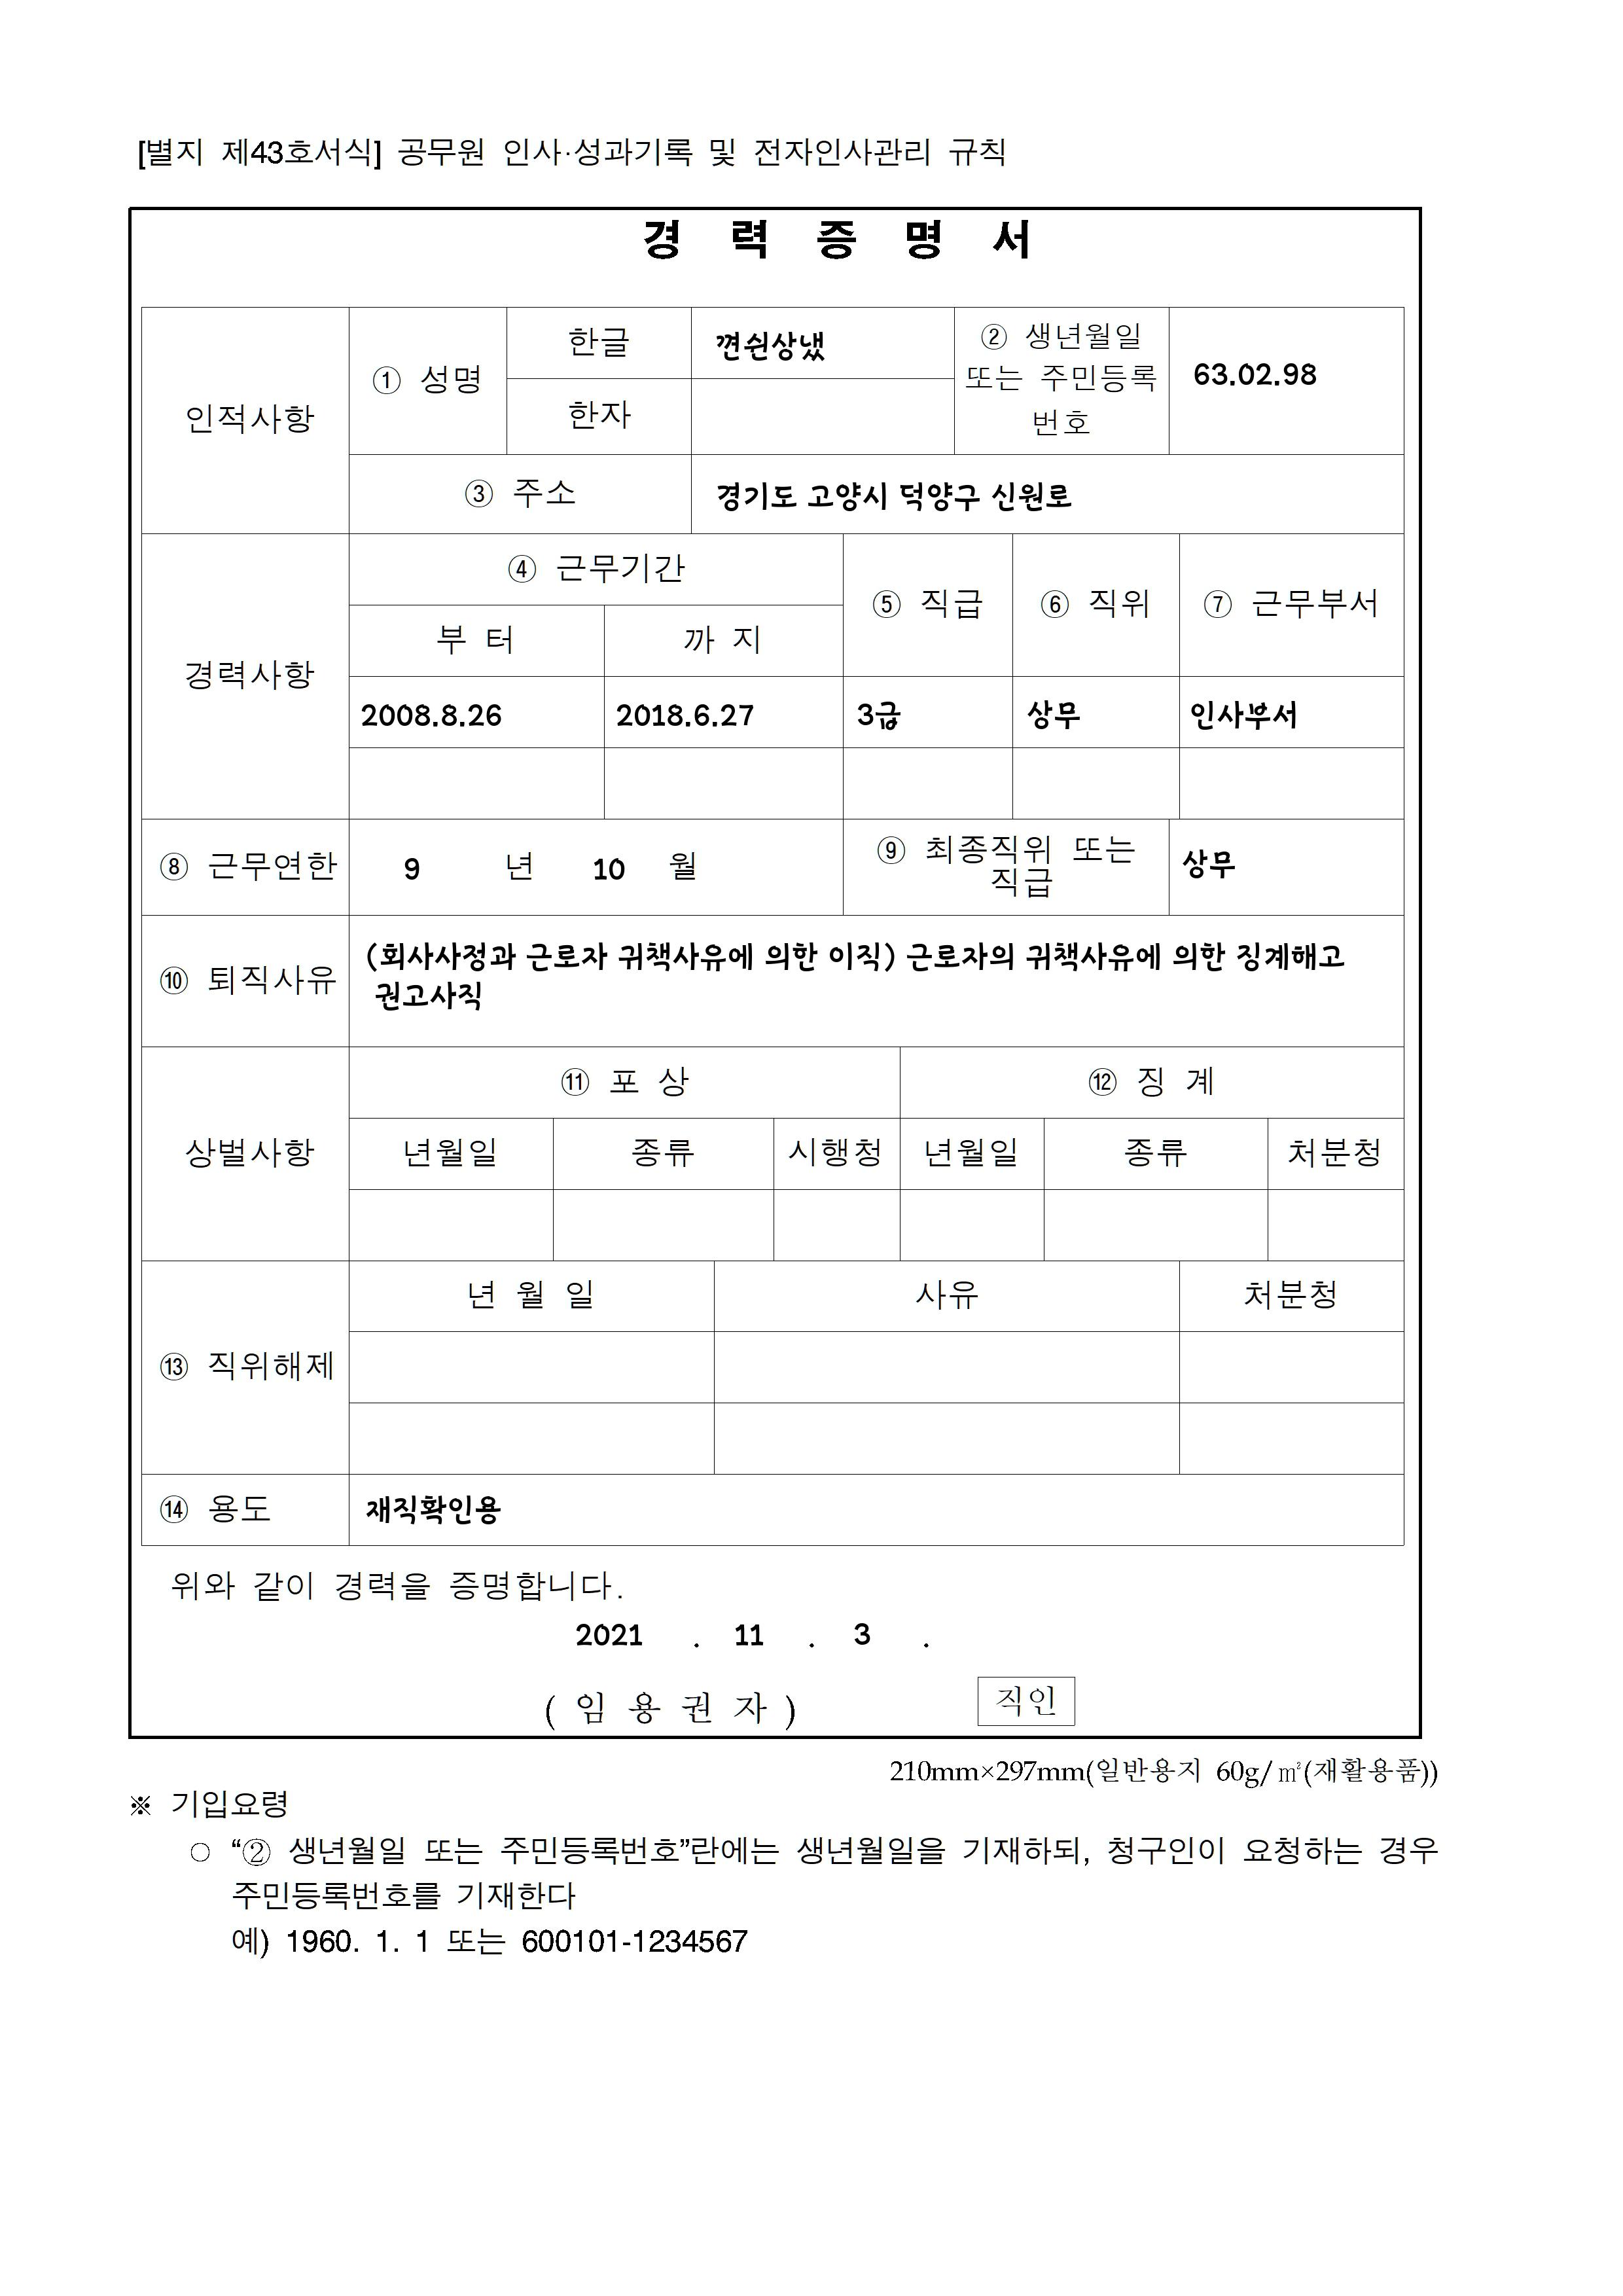 [별지 제43호서식] 공무원 인사·성과기록 및 전자인사관리 규칙
경 력 증 명 서
인적사항
① 성명
한글
꼰쉰상냈
한자
② 생년월일
또는 주민등록
번호
63.02.98
③ 주소
경기도 고양시 덕양구 신원로
경력사항
④ 근무기간
⑤ 직급
⑥ 직위
⑦ 근무부서
부 터
까 지
2008.8.26
2018.6.27
3급
상무
인사부서
⑧ 근무연한
9 년 10 월
⑨ 최종직위 또는
직급
상무
⑩ 퇴직사유
(회사사정과 근로자 귀책사유에 의한 이직) 근로자의 귀책사유에 의한 징계해고
권고사직
상벌사항
⑪ 포 상
⑫ 징 계
년월일
종류
시행청
년월일
종류
처분청
⑬ 직위해제
년 월 일
사유
처분청
⑭ 용도
재직확인용
위와 같이 경력을 증명합니다.
2021 . 11 . 3 .
( 임 용 권 자 )
직인
210mm×297mm(일반용지 60g/㎡(재활용품))
※ 기입요령
○ “② 생년월일 또는 주민등록번호”란에는 생년월일을 기재하되, 청구인이 요청하는 경우
주민등록번호를 기재한다
예) 1960. 1. 1 또는 600101-1234567